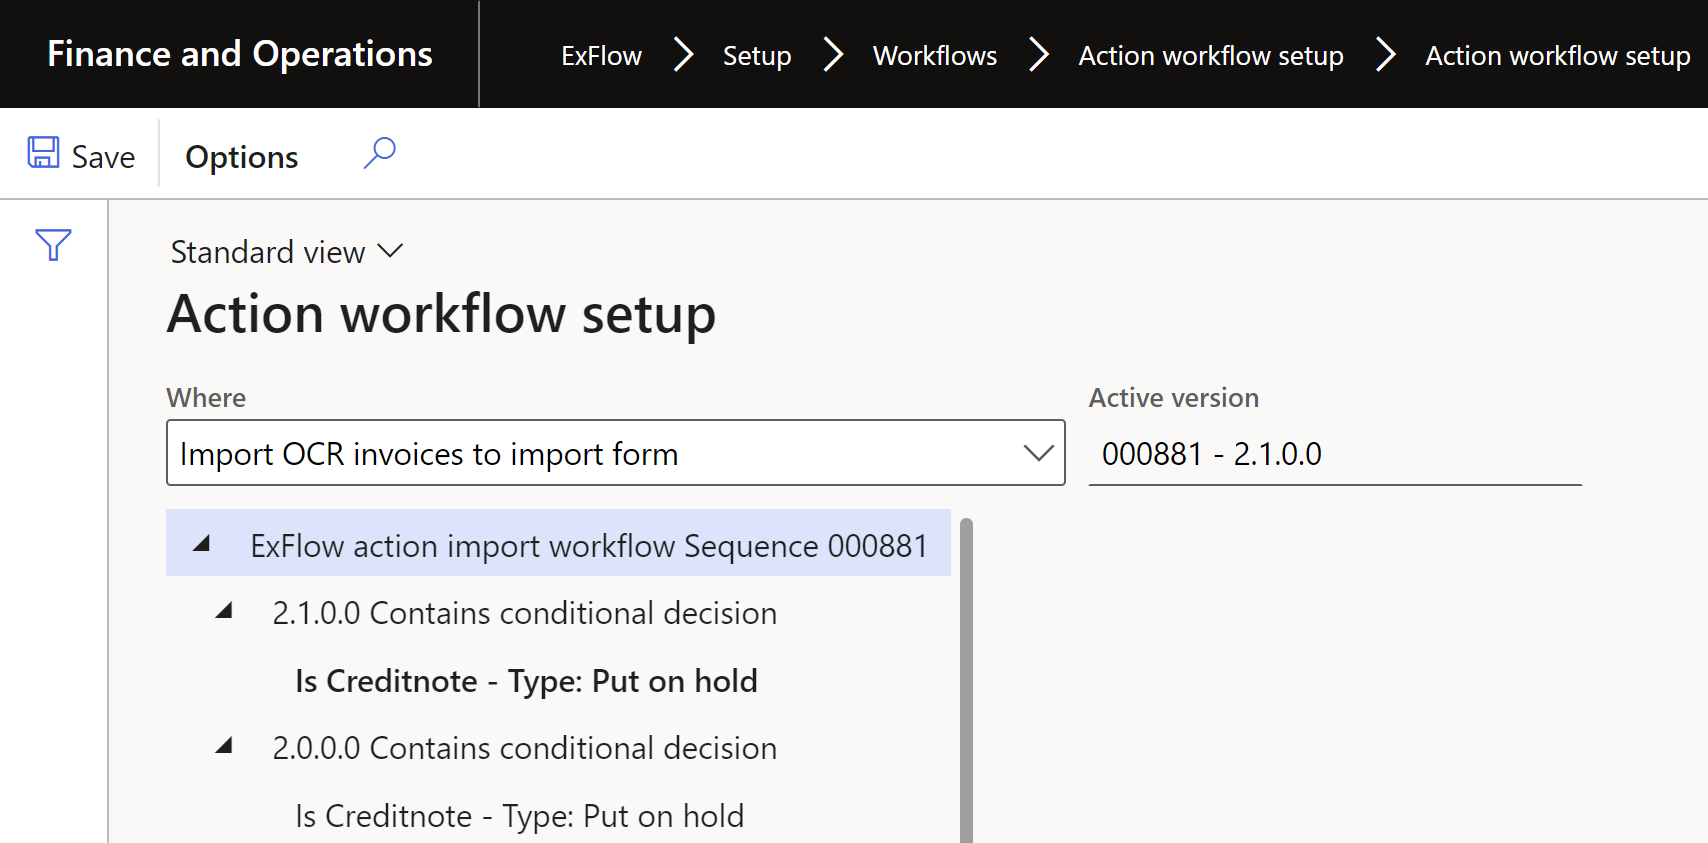 Finance and Operations
ExFlow Setup Workflows Action workflow setup Action workflow setup
Save Options
Standard view
Action workflow setup
Where
Import OCR invoices to import form
Active version
000881 - 2.1.0.0
ExFlow action import workflow Sequence 000881
2.1.0.0 Contains conditional decision
Is Creditnote - Type: Put on hold
2.0.0.0 Contains conditional decision
Is Creditnote - Type: Put on hold